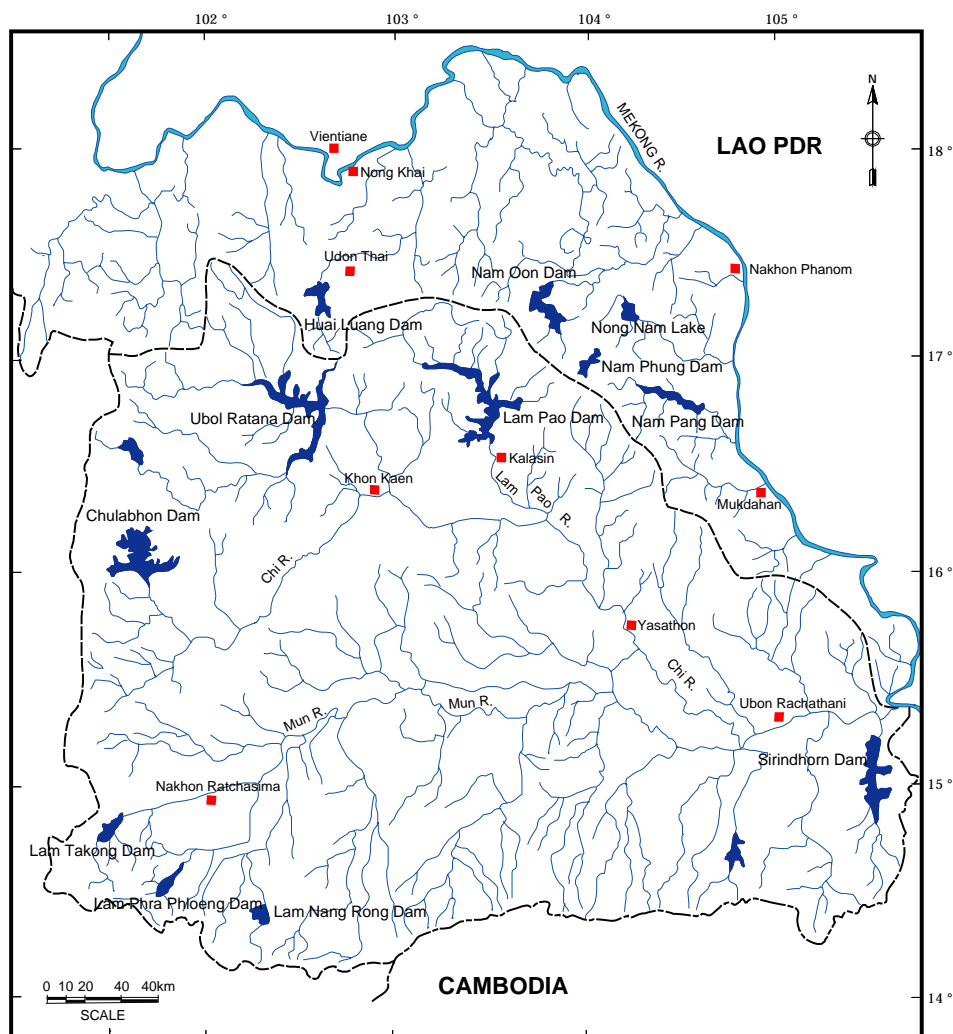 102 °
103 °
104 °
105 °
N
MEKONG R.
LAO PDR
Vientiane
18 °
Nong Khai
Udon Thai
Nam Oon Dam
Nakhon Phanom
Huai Luang Dam
Nong Nam Lake
17 °
Nam Phung Dam
Ubol Ratana Dam
Lam Pao Dam
Nam Pang Dam
Kalasin
Khon Kaen
Lam Pao R.
Mukdahan
Chulabhon Dam
Chi R.
16 °
Yasathon
Chi R.
Mun R.
Mun R.
Ubon Rachathani
Sirindhorn Dam
Nakhon Ratchasima
15 °
Lam Takong Dam
Lam Phra Phloeng Dam
Lam Nang Rong Dam
CAMBODIA
0 10 20 40 40km
SCALE
14 °